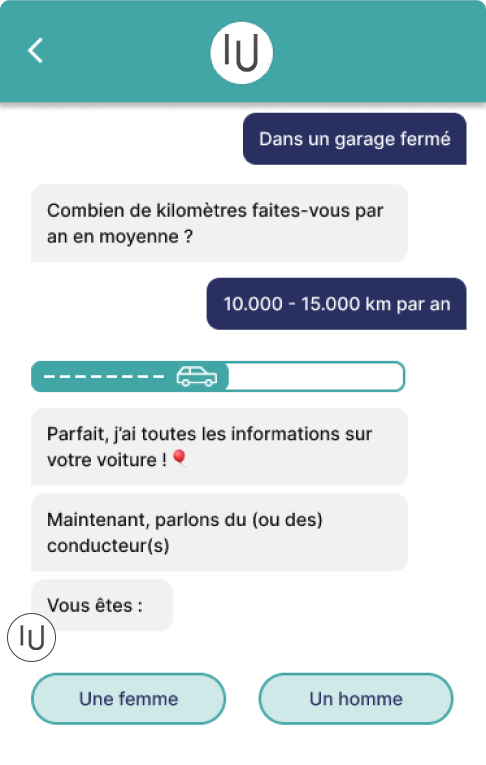 IU
Dans un garage fermé
Combien de kilomètres faites-vous par
an en moyenne ?
10.000 - 15.000 km par an
Parfait, j'ai toutes les informations sur
votre voiture !
Maintenant, parlons du (ou des)
conducteur(s)
Vous êtes :
IU
Une femme
Un homme